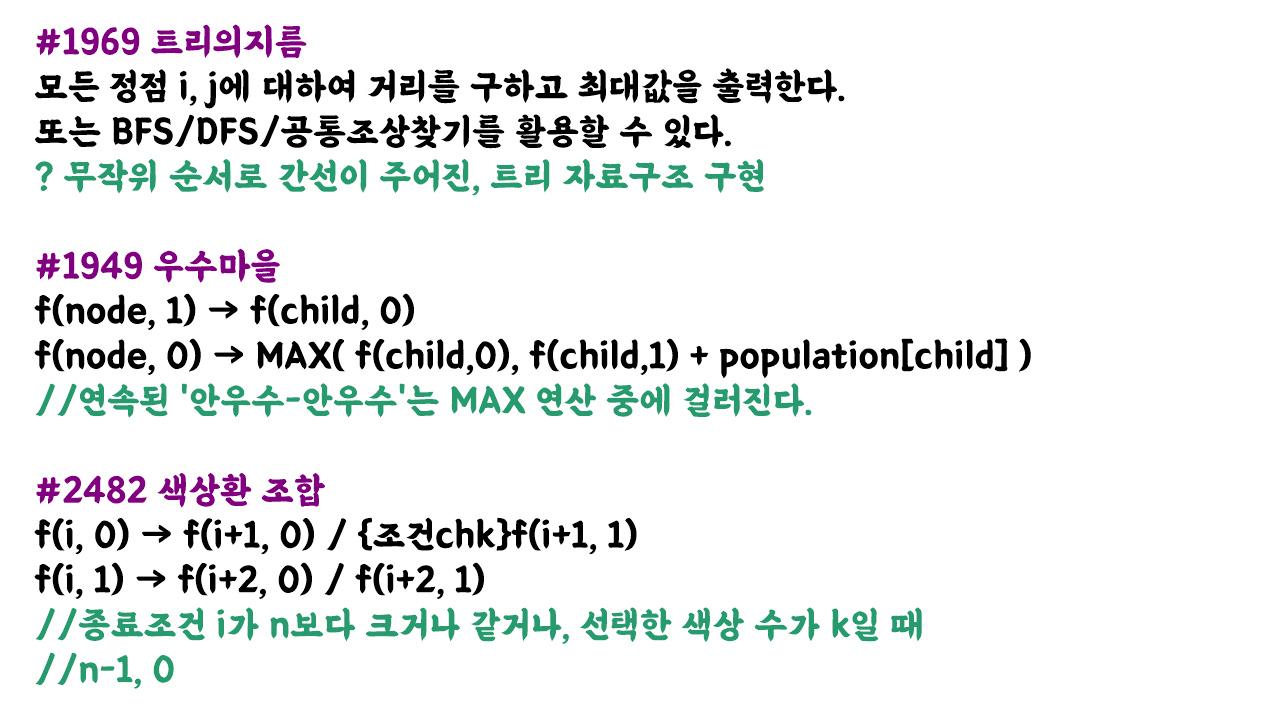 #1969 트리의지름
모든 정점 i, j에 대하여 거리를 구하고 최대값을 출력한다.
또는 BFS/DFS/공통조상찾기를 활용할 수 있다.
? 무작위 순서로 간선이 주어진, 트리 자료구조 구현
#1949 우수마을
f(node, 1) → f(child, 0)
f(node, 0) → MAX( f(child,0), f(child,1) + population[child] )
//연속된 '안우수-안우수'는 MAX 연산 중에 걸러진다.
#2482 색상환 조합
f(i, 0) → f(i+1, 0) / {조건chk}f(i+1, 1)
f(i, 1) → f(i+2, 0) / f(i+2, 1)
//종료조건 i가 n보다 크거나 같거나, 선택한 색상 수가 k일 때
//n-1, 0